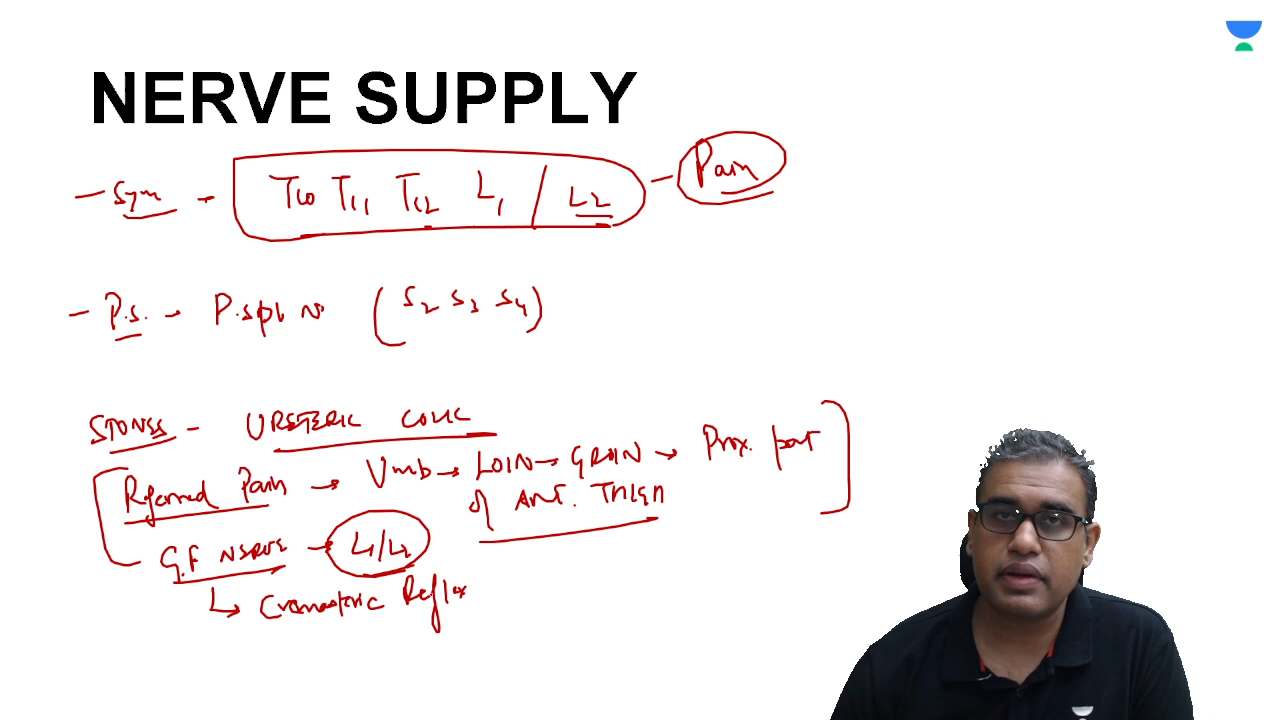 NERVE SUPPLY
- Sym - T10 T11 T12 L1 / L2 - Pain
- P.S. - P.spl N (S2 S3 S4)
STONES - URETERIC COLIC
Referred Pain → Umb → LOIN → GROIN → Prox. part
of ANT. THIGH
G.F NERVE → L1/L2
↳ Cremasteric Reflex